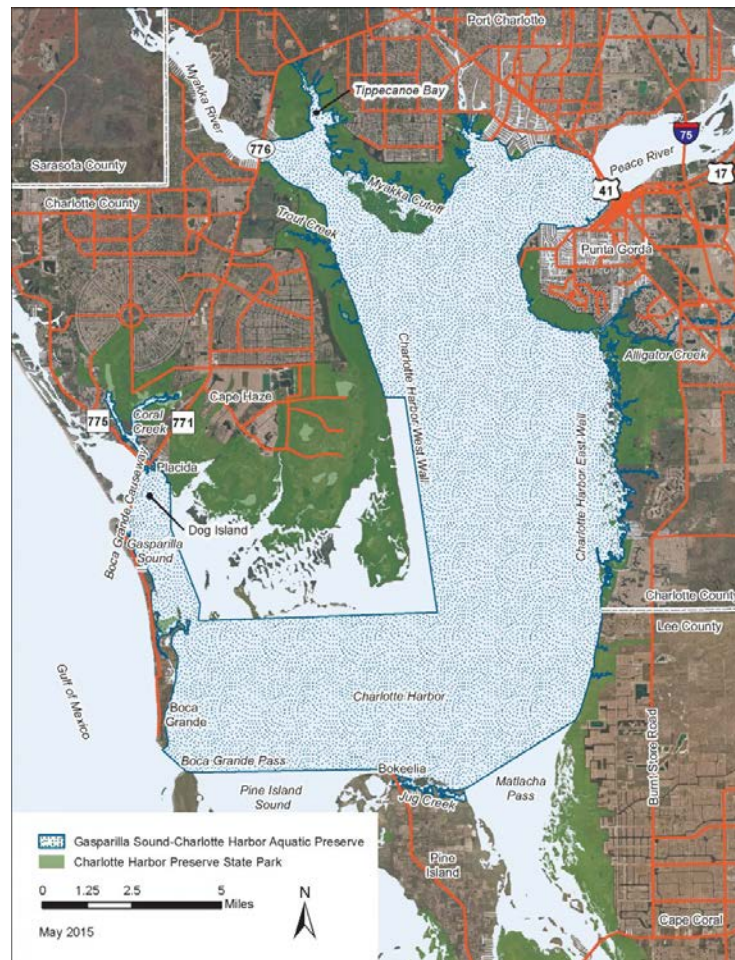 Port Charlotte
Tippecanoe Bay
Myakka River
776
75
Peace River
Sarasota County
41
17
Myakka Cutoff
Charlotte County
Trout Creek
Punta Gorda
Alligator Creek
Charlotte Harbor West Wall
Cape Haze
775
Coral
Creek
771
Charlotte Harbor East Wall
Placida
Boca Grande Causeway
Dog Island
Gasparilla
Sound
Charlotte County
Lee County
Gulf of Mexico
Charlotte Harbor
Boca
Grande
Burnt Store Road
Boca Grande Pass
Bokeelia
Matlacha
Pass
Pine Island
Sound
Jug Creek
Gasparilla Sound-Charlotte Harbor Aquatic Preserve
Charlotte Harbor Preserve State Park
Pine
Island
0 1.25 2.5 5
Miles
N
Cape Coral
May 2015